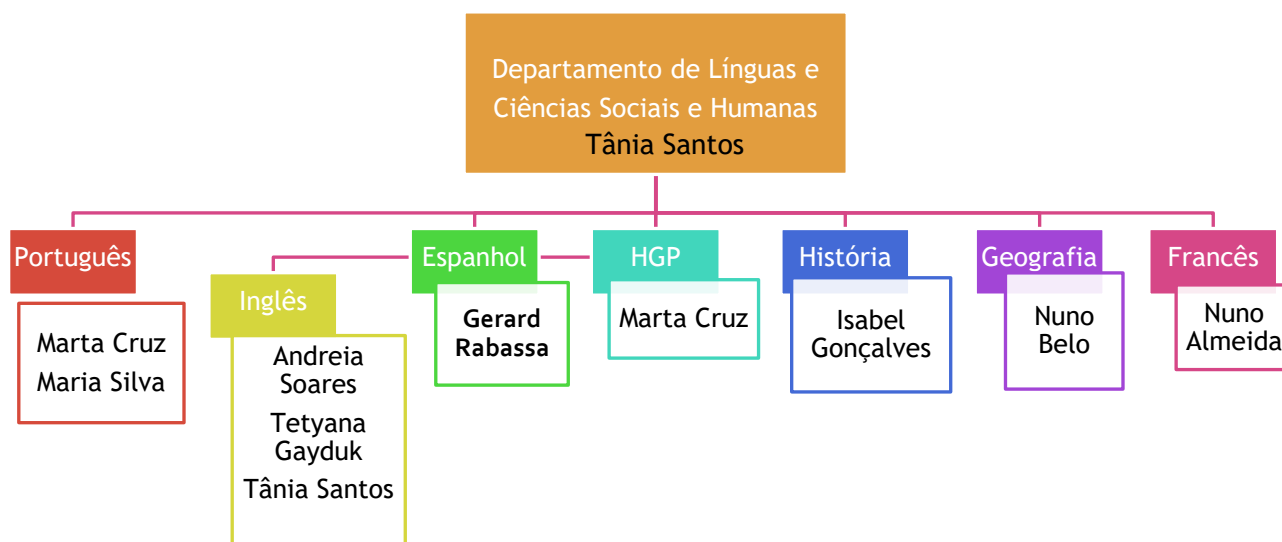 Departamento de Línguas e
Ciências Sociais e Humanas
Tânia Santos
Português
Marta Cruz
Maria Silva
Inglês
Andreia
Soares
Tetyana
Gayduk
Tânia Santos
Espanhol
Gerard
Rabassa
HGP
Marta Cruz
História
Isabel
Gonçalves
Geografia
Nuno
Belo
Francês
Nuno
Almeida